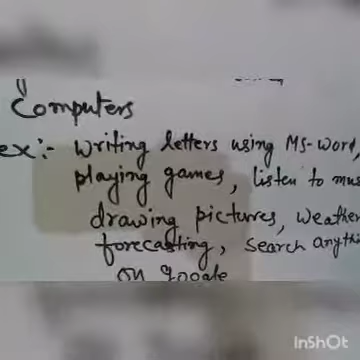 Computers
ex:- Writing letters using MS-Word,
playing games, listen to mus
drawing pictures, weather
forecasting, search anythi
on google
InShOt